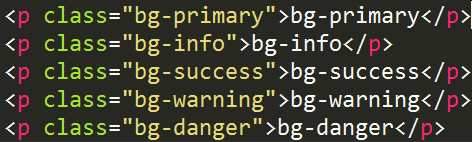 <p class="bg-primary">bg-primary</p>
<p class="bg-info">bg-info</p>
<p class="bg-success">bg-success</p>
<p class="bg-warning">bg-warning</p>
<p class="bg-danger">bg-danger</p>